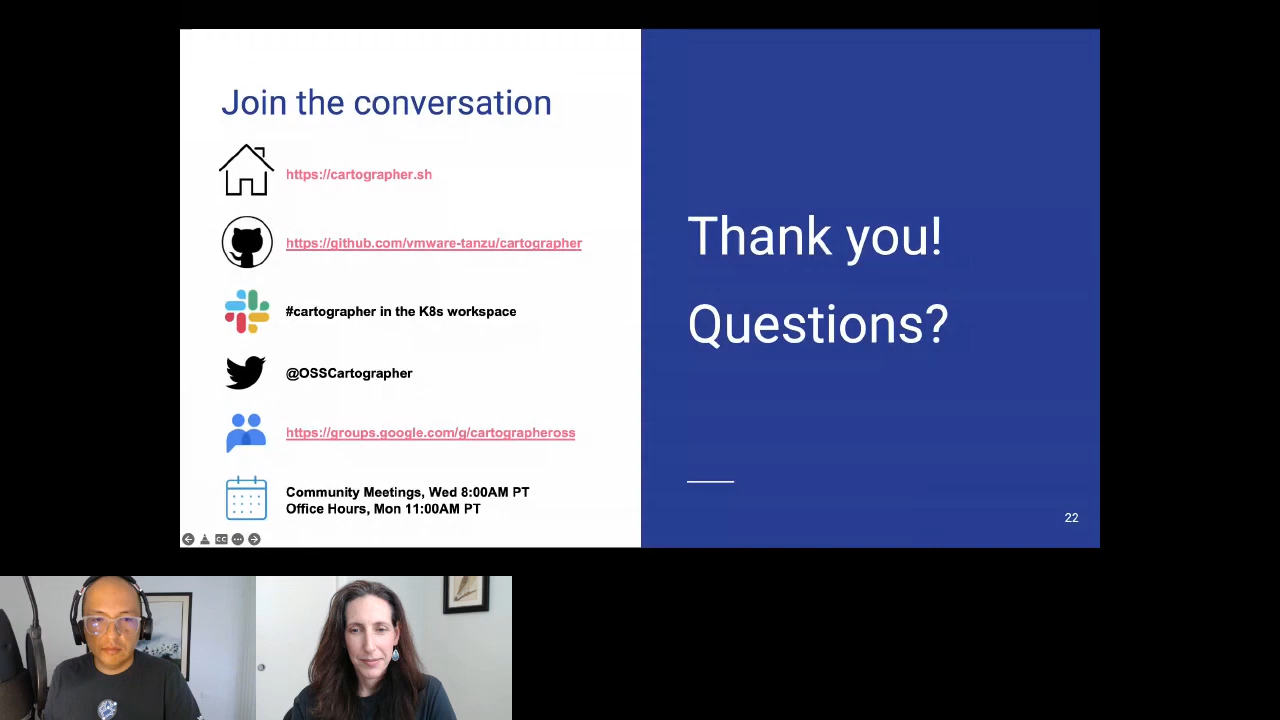 Join the conversation
https://cartographer.sh
https://github.com/vmware-tanzu/cartographer
#cartographer in the K8s workspace
@OSSCartographer
https://groups.google.com/g/cartographeross
Community Meetings, Wed 8:00AM PT
Office Hours, Mon 11:00AM PT
CC
Thank you!
Questions?
22